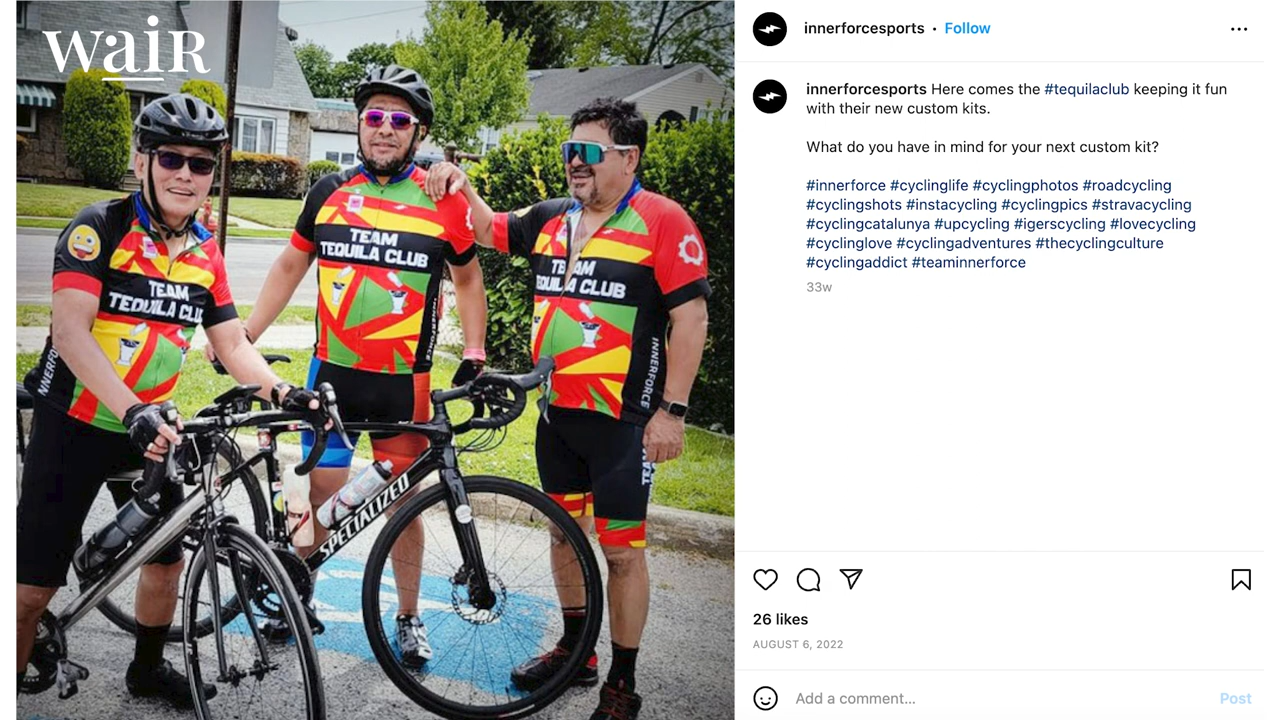 waiR
TEAM
TEQUILA CLUB
TEAM
TEQUILA CLUB
TEAM
TEQUILA CLUB
INNERFORCE
INNERFORCE
SPECIALIZED
innerforcesports • Follow
innerforcesports Here comes the #tequilaclub keeping it fun
with their new custom kits.
What do you have in mind for your next custom kit?
#innerforce #cyclinglife #cyclingphotos #roadcycling
#cyclingshots #instacycling #cyclingpics #stravacycling
#cyclingcatalunya #upcycling #igerscycling #lovecycling
#cyclinglove #cyclingadventures #thecyclingculture
#cyclingaddict #teaminnerforce
33w
26 likes
AUGUST 6, 2022
Add a comment...
Post